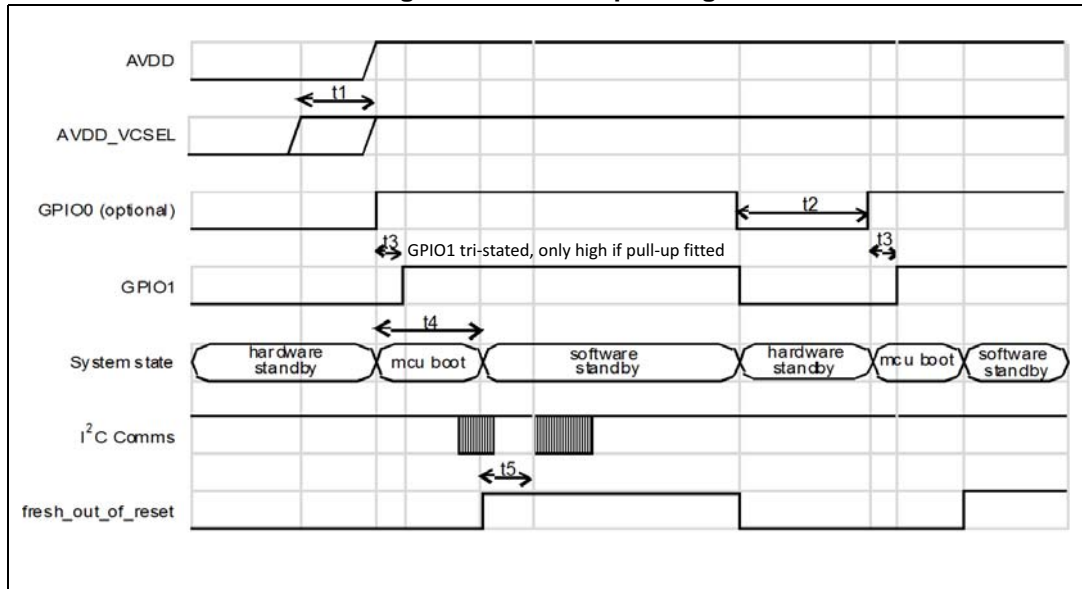 AVDD
t1
AVDD_VCSEL
GPIO0 (optional)
t2
t3
GPIO1 tri-stated, only high if pull-up fitted
t3
GPIO1
t4
System state
hardware
standby
mcu boot
software
standby
hardware
standby
mcu boot
software
standby
I²C Comms
t5
fresh_out_of_reset